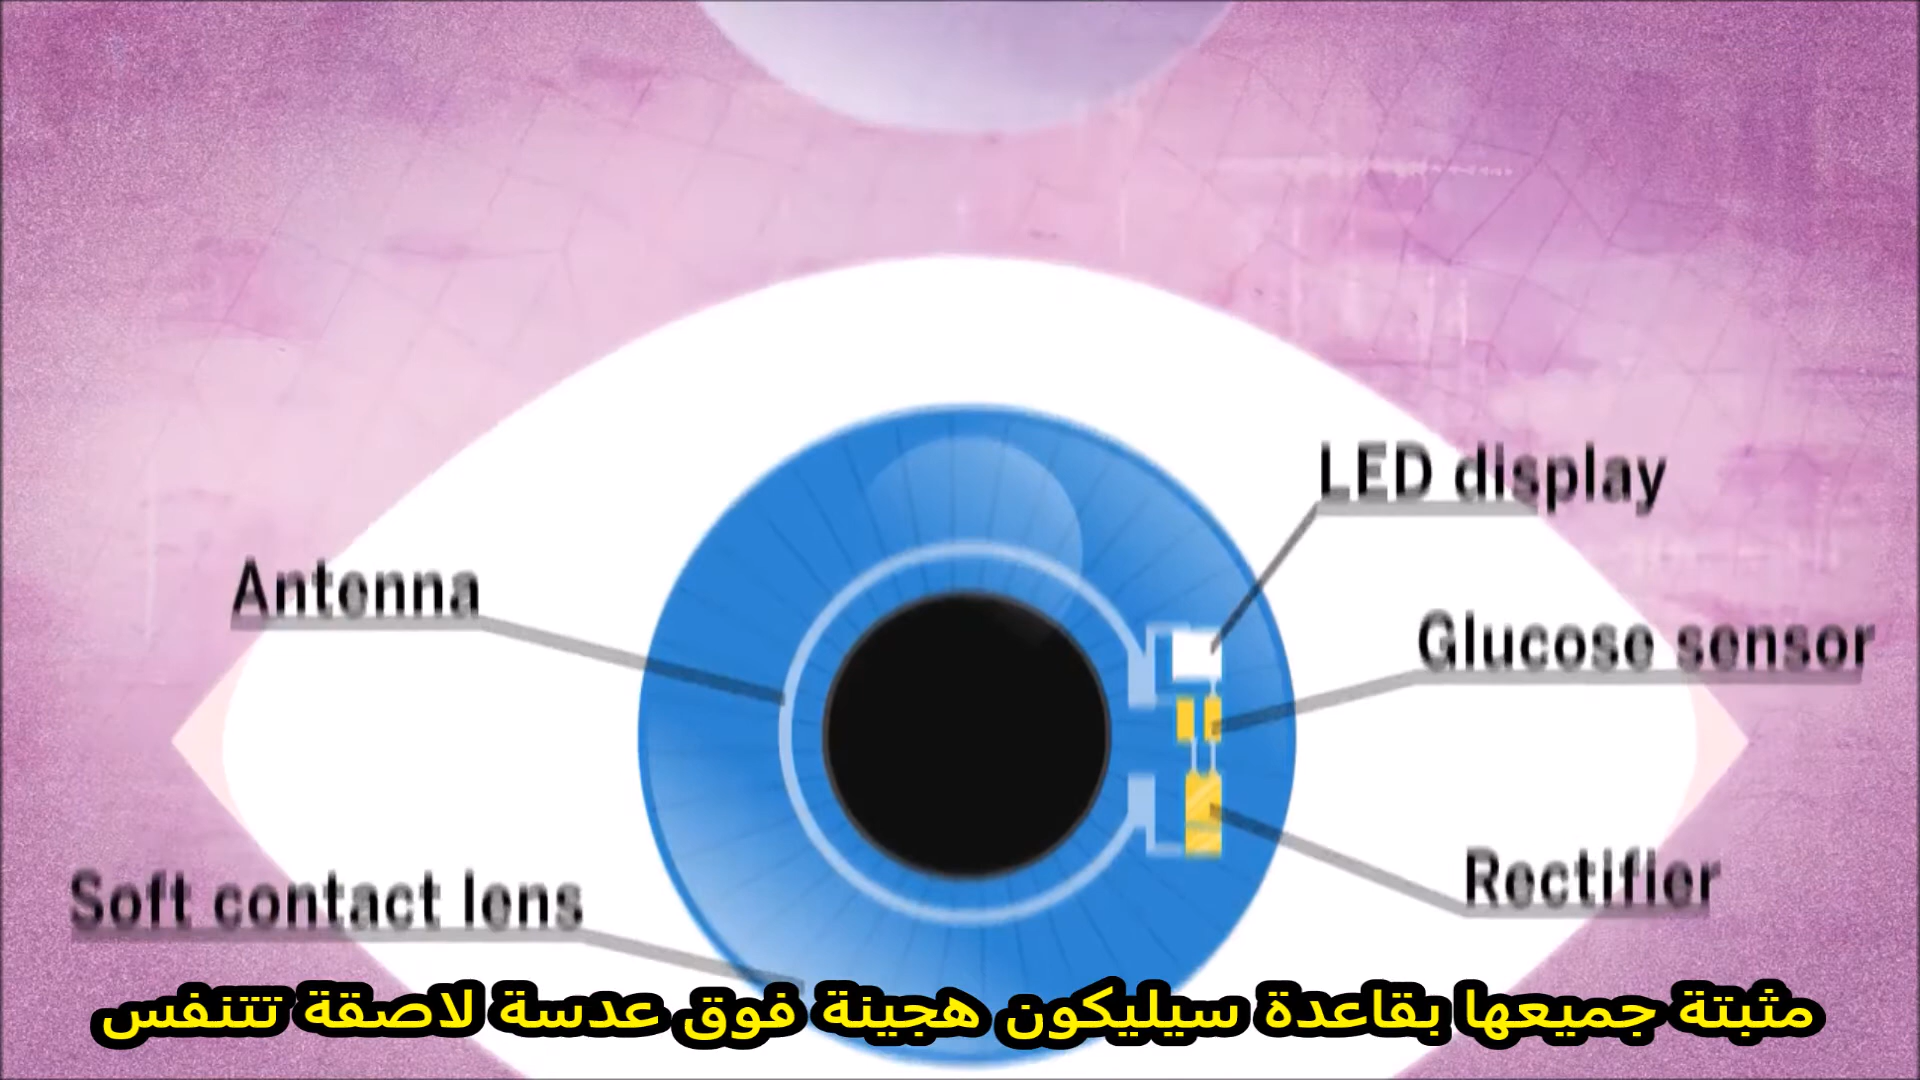 LED display
Antenna
Glucose sensor
Rectifier
Soft contact lens
مثبتة جميعها بقاعدة سيليكون هجينة فوق عدسة لاصقة تتنفس